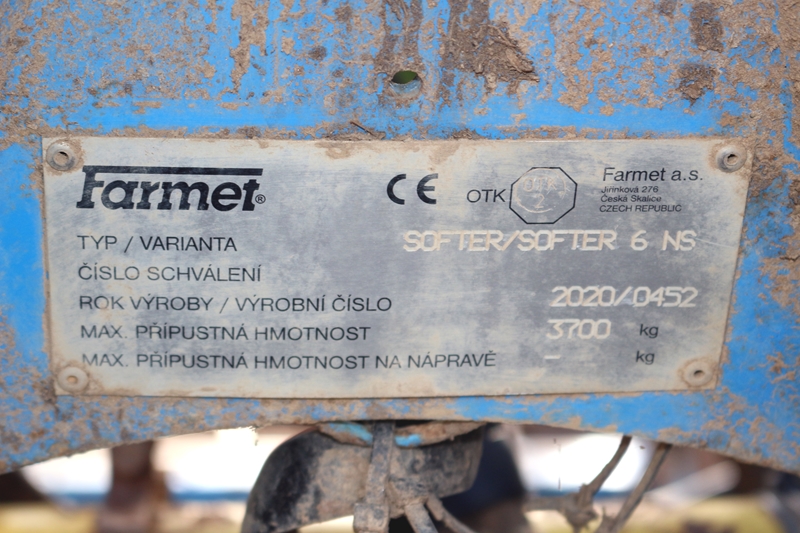 Farmet®
CE
OTK
Farmet a.s.
Jiřinková 276
Česká Skalice
CZECH REPUBLIC
TYP / VARIANTA SOFTER/SOFTER 6 NS
ČÍSLO SCHVÁLENÍ
ROK VÝROBY / VÝROBNÍ ČÍSLO 2020/0452
MAX. PŘÍPUSTNÁ HMOTNOST 3700 kg
MAX. PŘÍPUSTNÁ HMOTNOST NA NÁPRAVĚ - kg